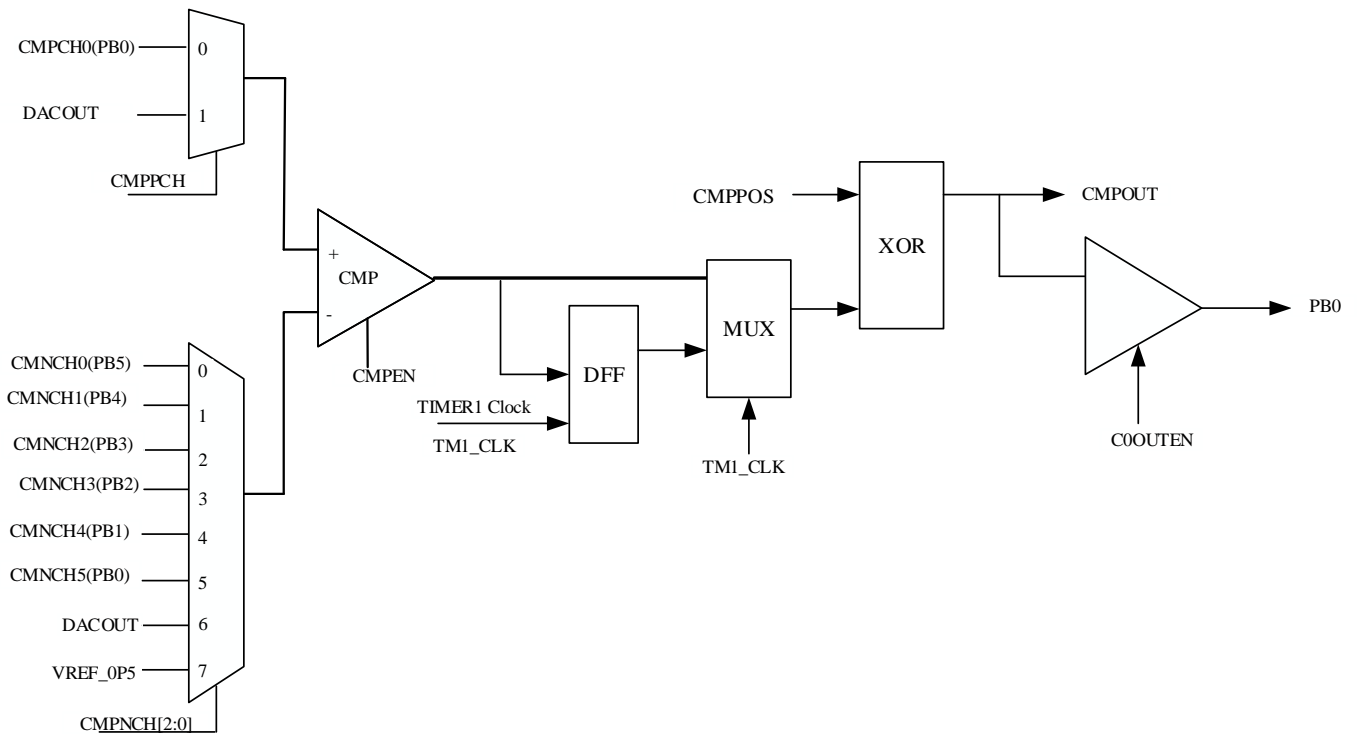 CMPCH0(PB0)
0
DACOUT
1
CMPPCH
+
CMP
-
CMPEN
CMNCH0(PB5)
0
CMNCH1(PB4)
1
CMNCH2(PB3)
2
CMNCH3(PB2)
3
CMNCH4(PB1)
4
CMNCH5(PB0)
5
DACOUT
6
VREF_0P5
7
CMPNCH[2:0]
TIMER1 Clock
TM1_CLK
DFF
MUX
TM1_CLK
CMPPOS
XOR
CMPOUT
PB0
C0OUTEN